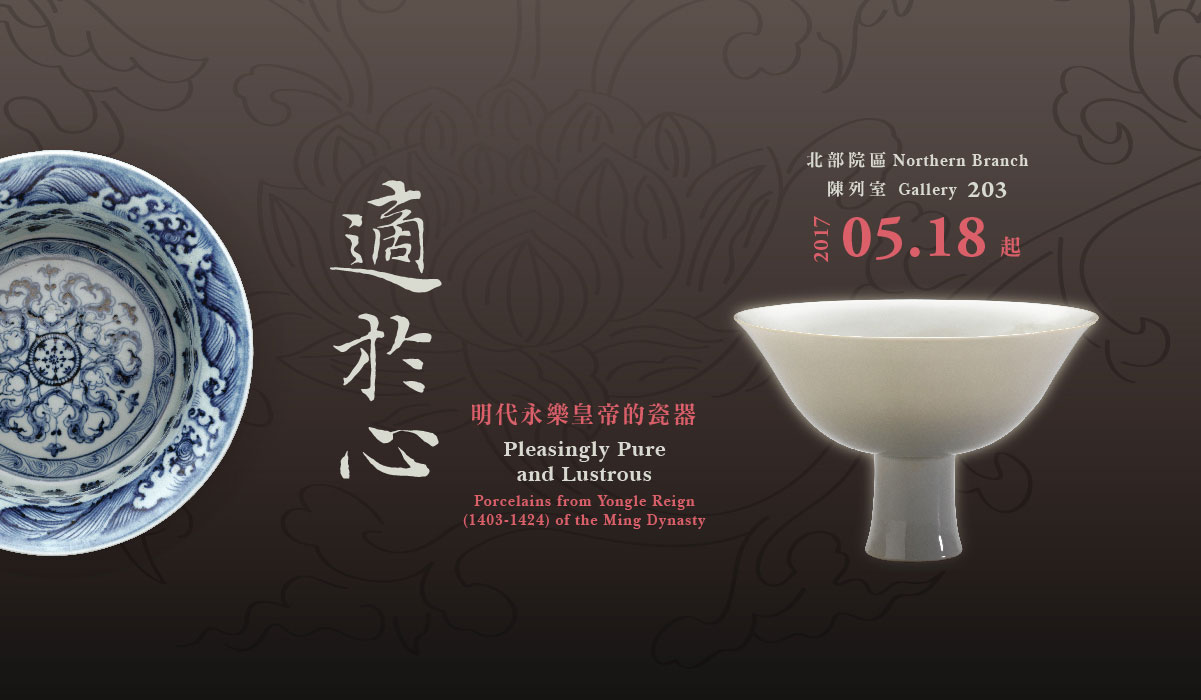 適於心
明代永樂皇帝的瓷器
Pleasingly Pure
and Lustrous
Porcelains from Yongle Reign
(1403-1424) of the Ming Dynasty
北部院區 Northern Branch
陳列室 Gallery 203
2017 05.18 起